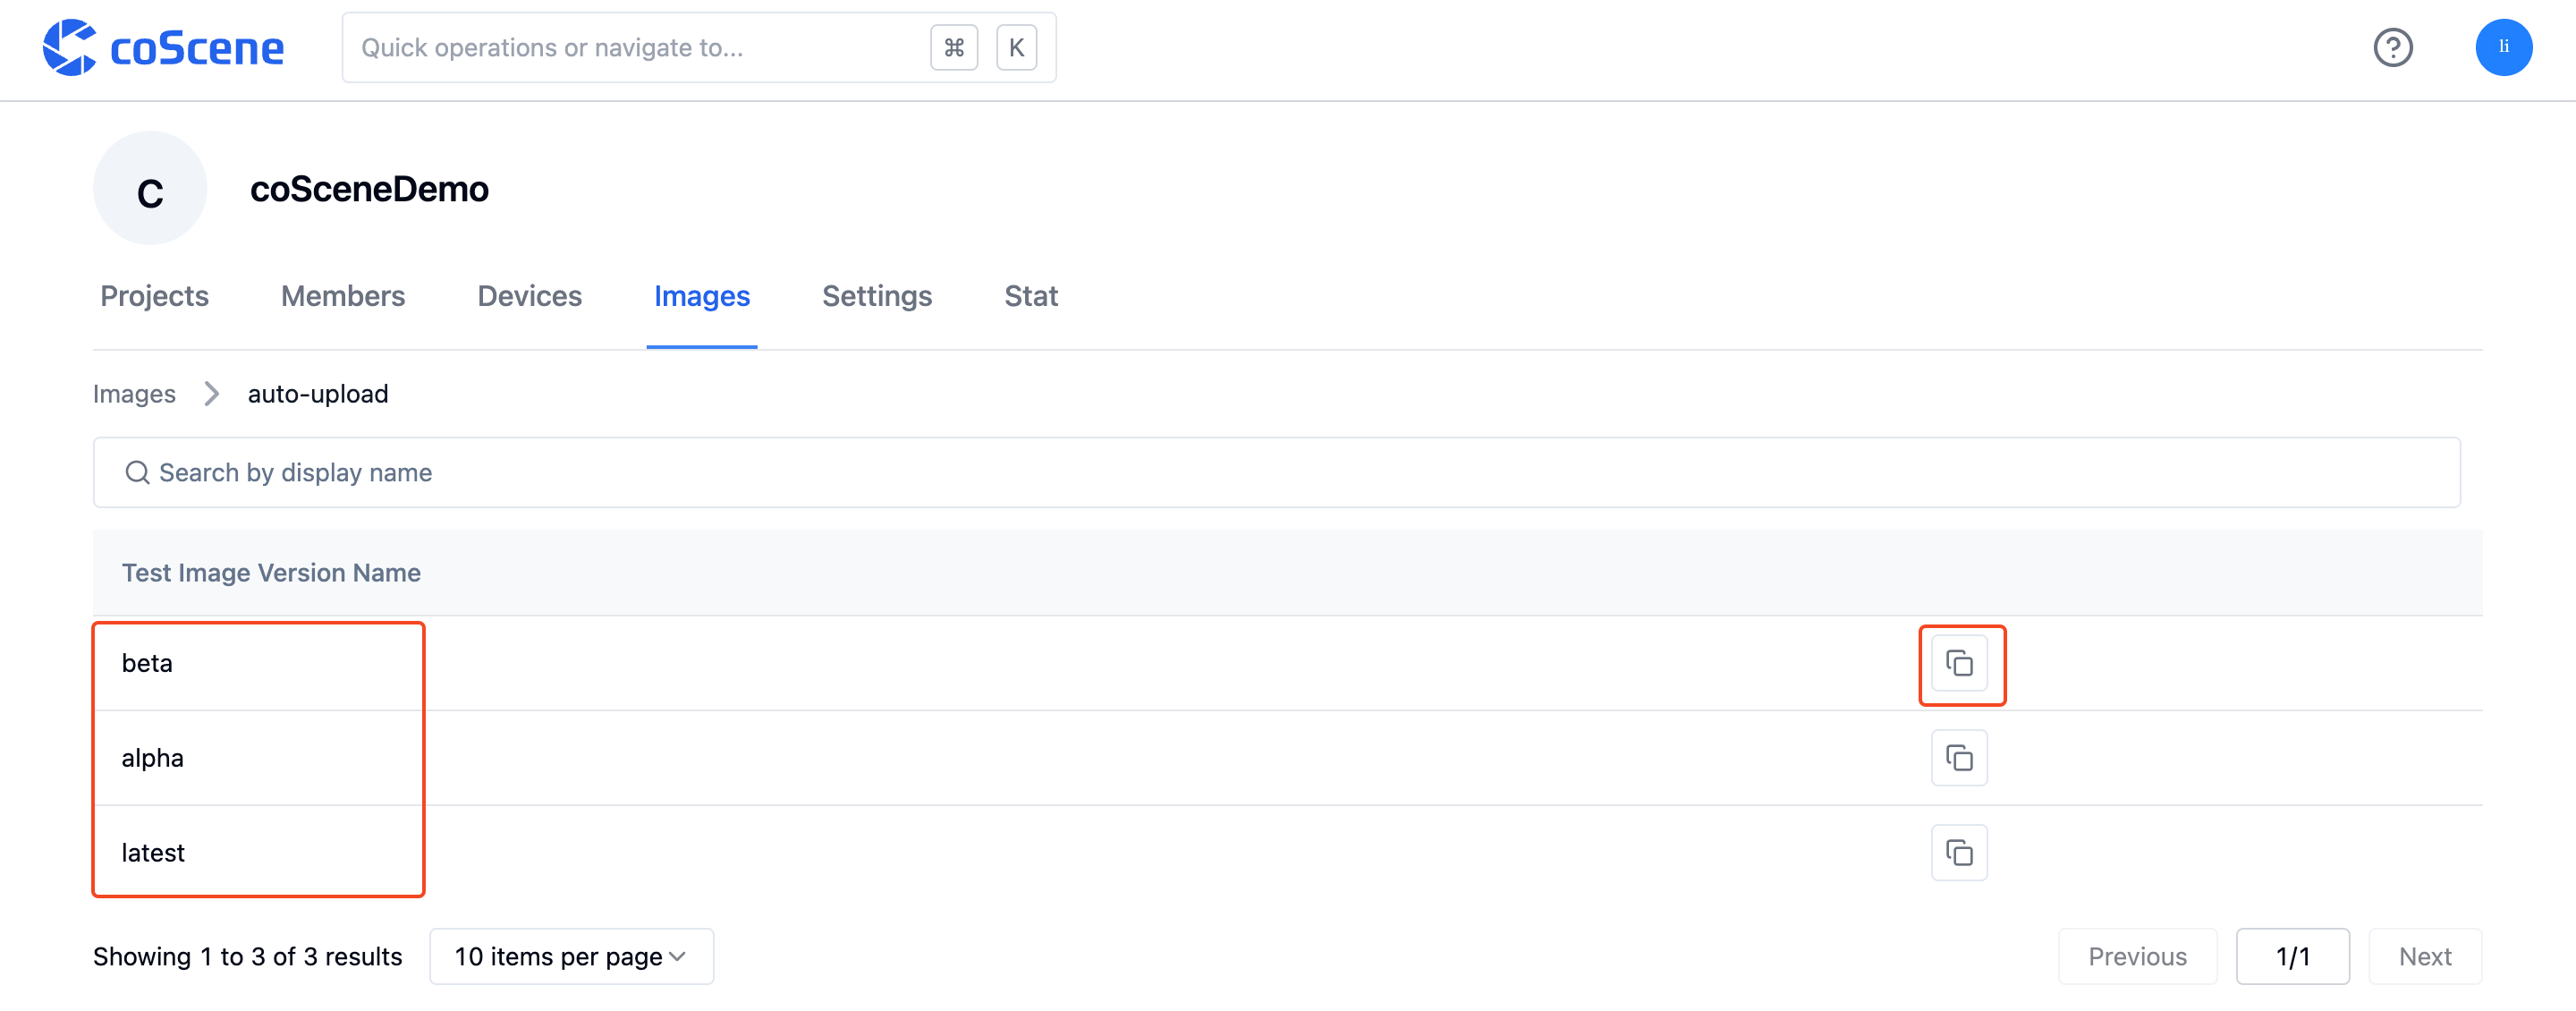 coScene
Quick operations or navigate to...
⌘ K
li
C
coSceneDemo
Projects Members Devices Images Settings Stat
Images auto-upload
Search by display name
Test Image Version Name
beta
alpha
latest
Showing 1 to 3 of 3 results 10 items per page Previous 1/1 Next